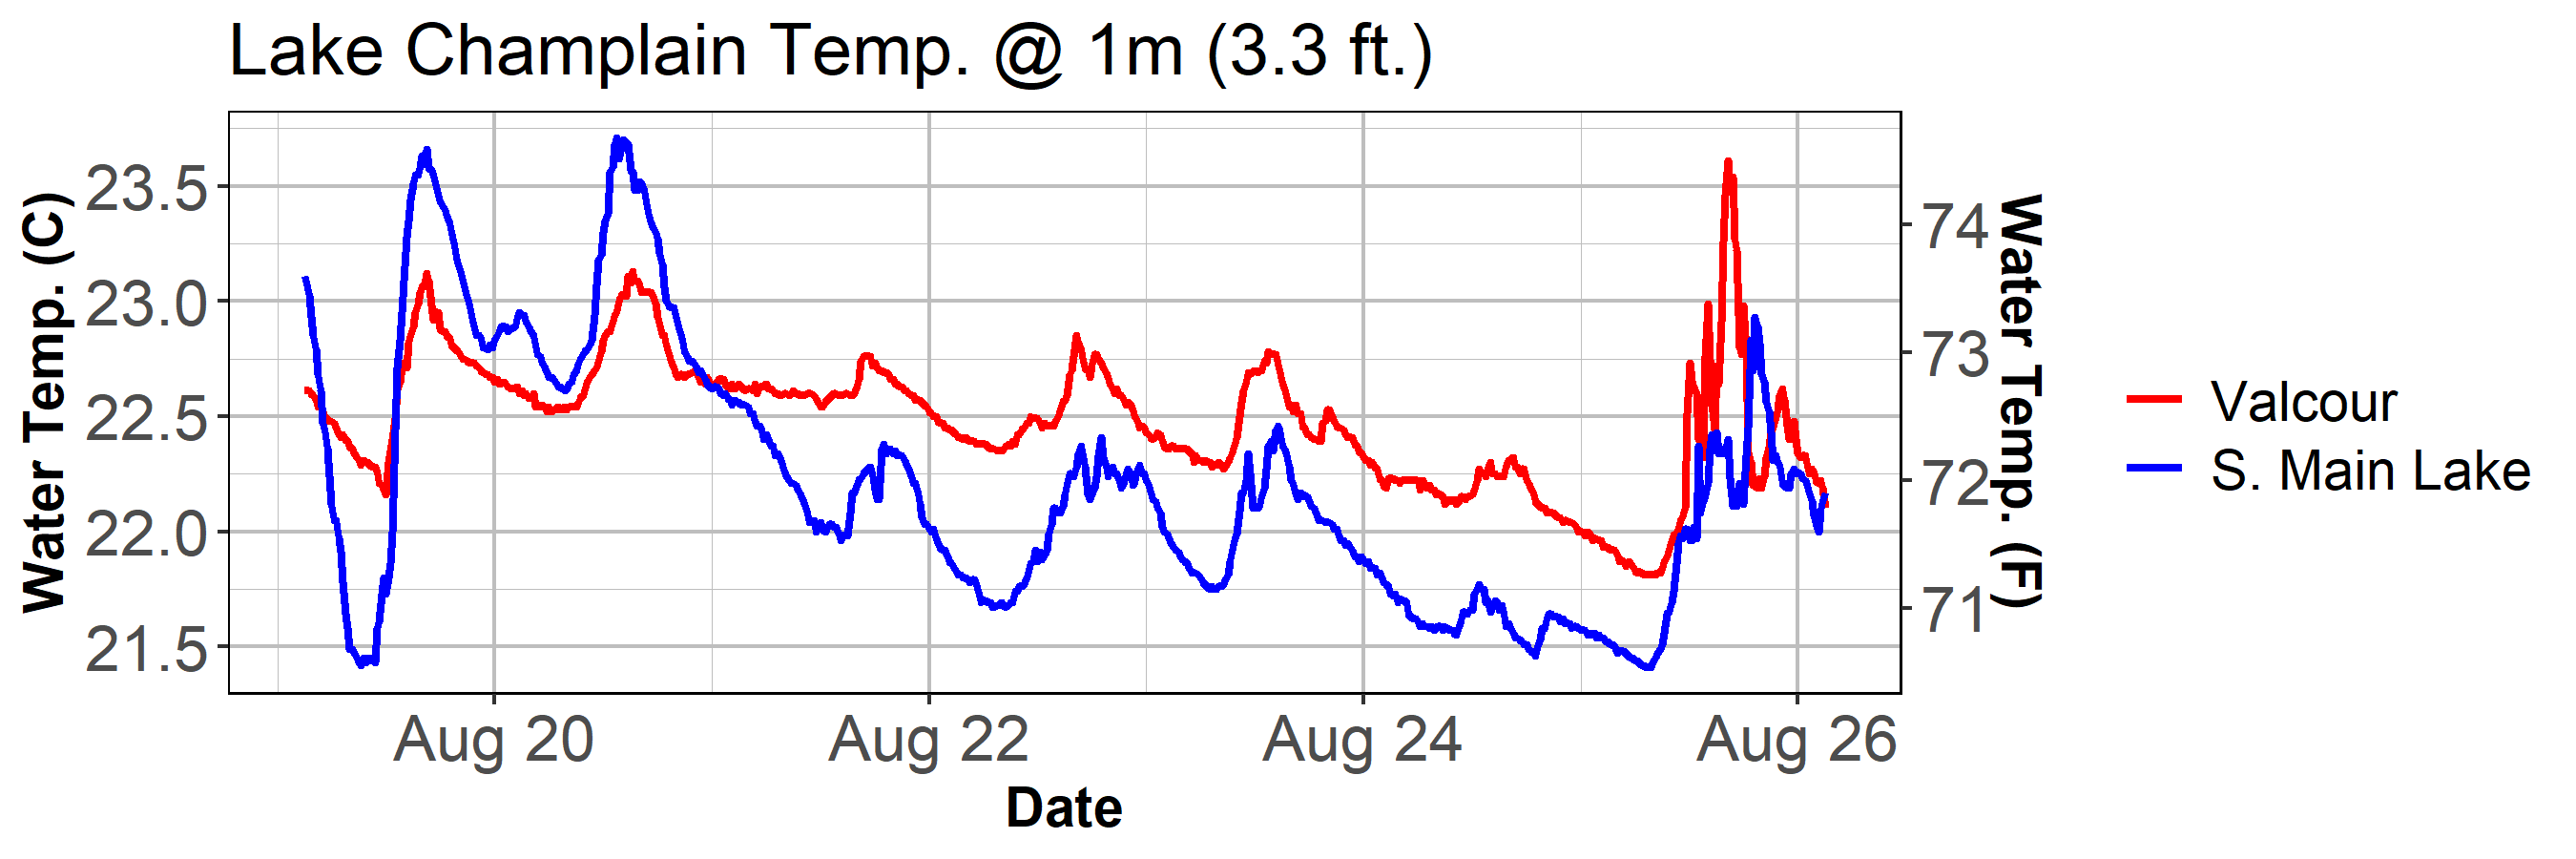 Lake Champlain Temp. @ 1m (3.3 ft.)
Water Temp. (C)
23.5
23.0
22.5
22.0
21.5
74
73
72
71
Water Temp. (F)
Aug 20
Aug 22
Aug 24
Aug 26
Date
Valcour
S. Main Lake